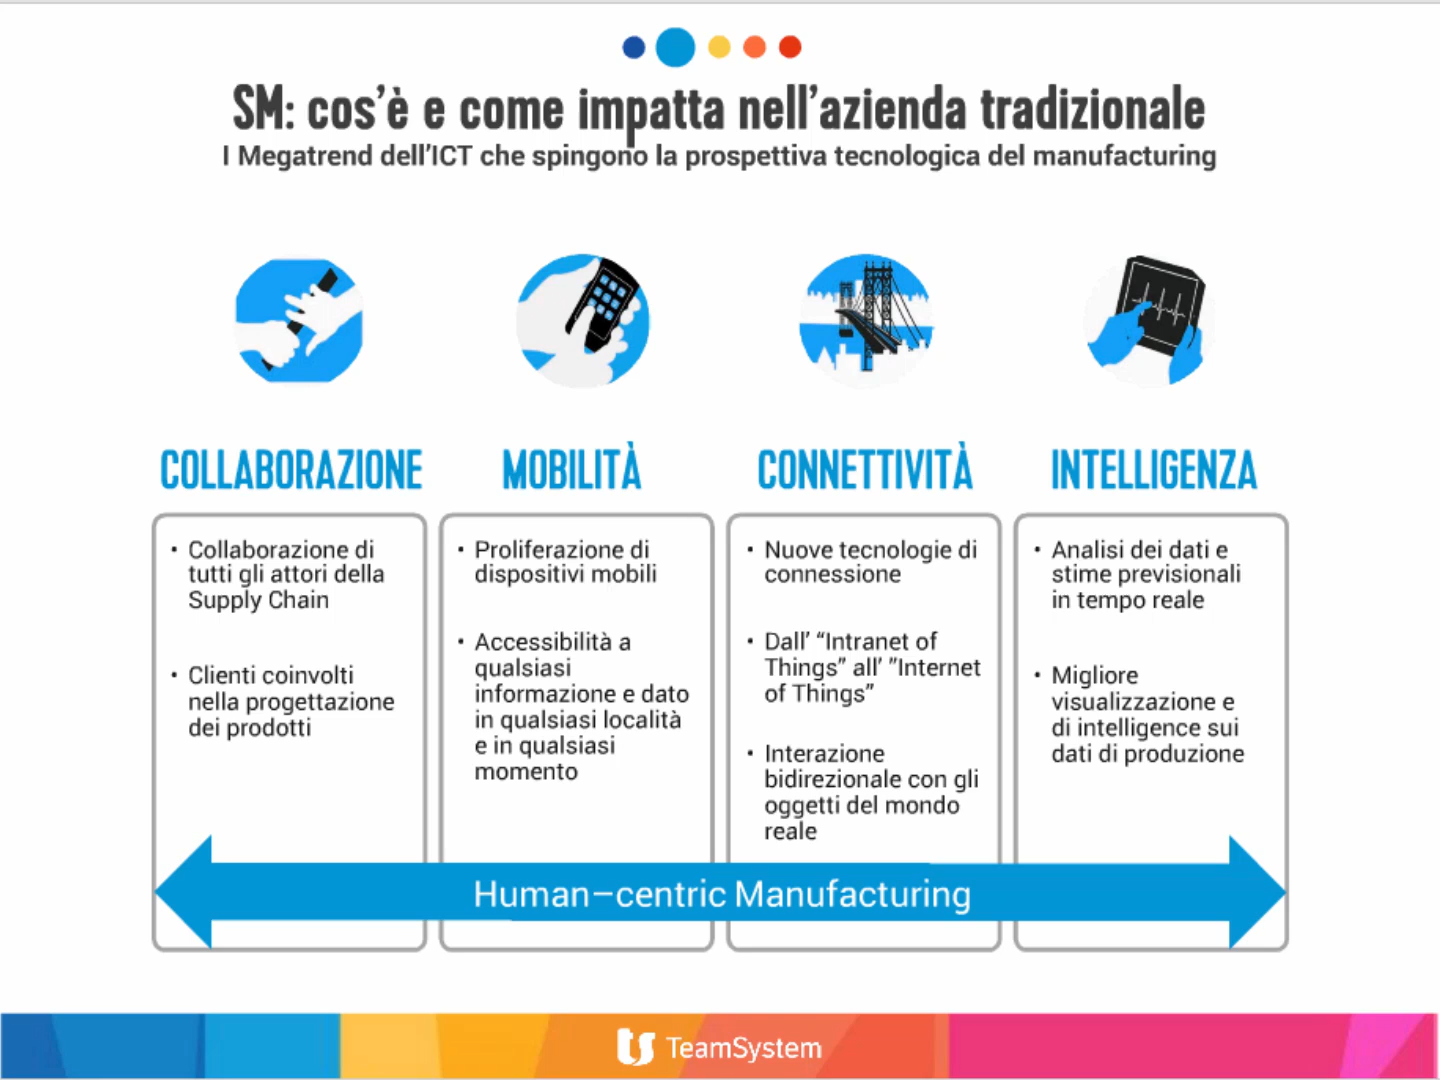 SM: cos’è e come impatta nell’azienda tradizionale
I Megatrend dell’ICT che spingono la prospettiva tecnologica del manufacturing
COLLABORAZIONE
• Collaborazione di
tutti gli attori della
Supply Chain
• Clienti coinvolti
nella progettazione
dei prodotti
MOBILITÀ
• Proliferazione di
dispositivi mobili
• Accessibilità a
qualsiasi
informazione e dato
in qualsiasi località
e in qualsiasi
momento
CONNETTIVITÀ
• Nuove tecnologie di
connessione
• Dall’ “Intranet of
Things” all’ ”Internet
of Things”
• Interazione
bidirezionale con gli
oggetti del mondo
reale
INTELLIGENZA
• Analisi dei dati e
stime previsionali
in tempo reale
• Migliore
visualizzazione e
di intelligence sui
dati di produzione
Human–centric Manufacturing
TeamSystem